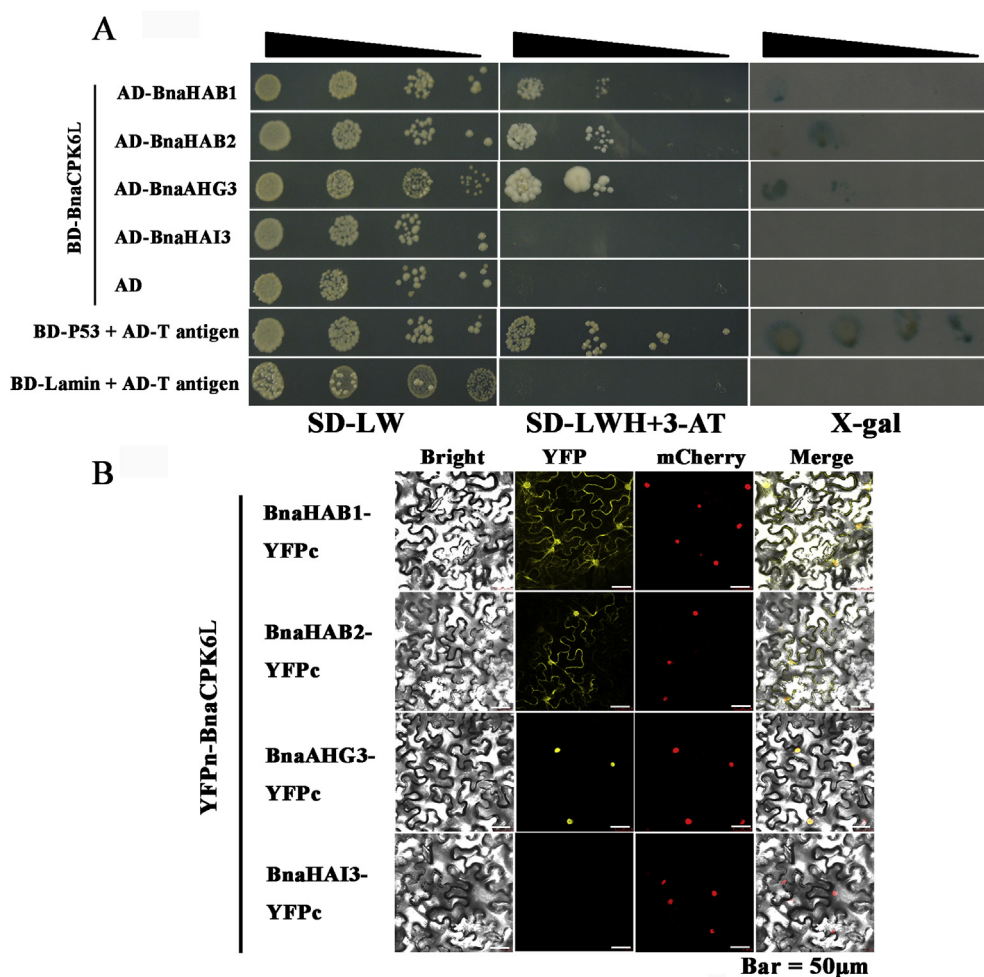 A
BD-BnaCPK6L
AD-BnaHAB1
AD-BnaHAB2
AD-BnaAHG3
AD-BnaHAI3
AD
BD-P53 + AD-T antigen
BD-Lamin + AD-T antigen
SD-LW SD-LWH+3-AT X-gal
B
Bright YFP mCherry Merge
YFPn-BnaCPK6L
BnaHAB1-
YFPc
BnaHAB2-
YFPc
BnaAHG3-
YFPc
BnaHAI3-
YFPc
Bar = 50μm